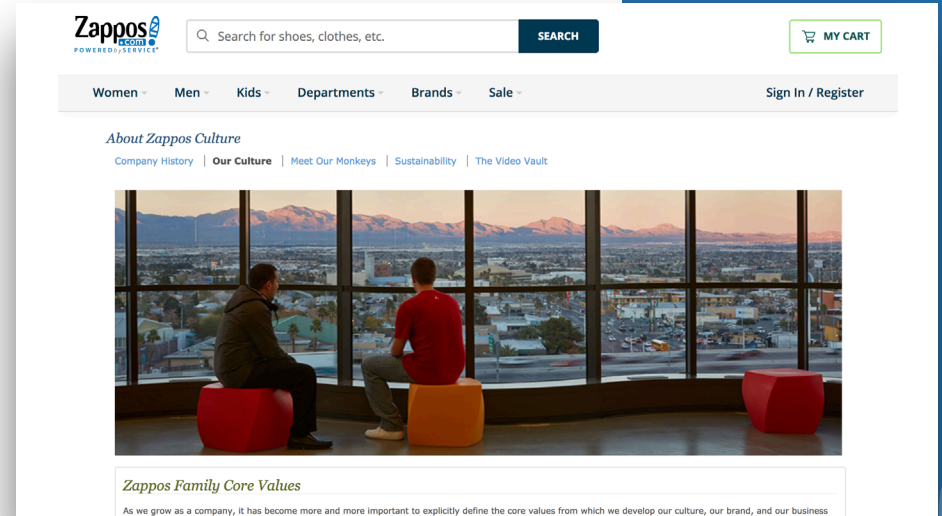 Zappos
.com
POWERED by SERVICE®
Search for shoes, clothes, etc.
SEARCH
MY CART
Women
Men
Kids
Departments
Brands
Sale
Sign In / Register
About Zappos Culture
Company History | Our Culture | Meet Our Monkeys | Sustainability | The Video Vault
Zappos Family Core Values
As we grow as a company, it has become more and more important to explicitly define the core values from which we develop our culture, our brand, and our business